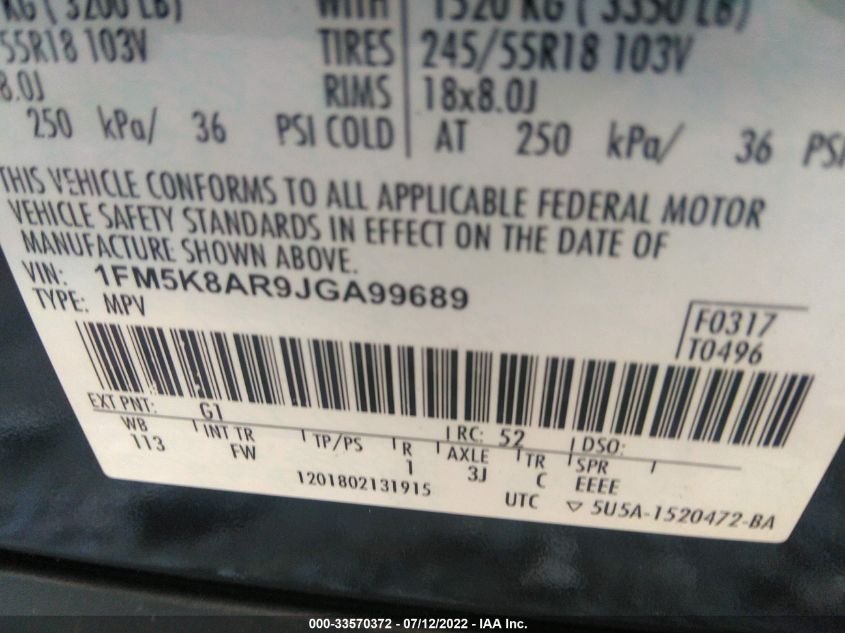 KG ( 3200 LB) WITH 1520 KG ( 3350 LB)
55R18 103V TIRES 245/55R18 103V
8.0J RIMS 18x8.0J
250 kPa/ 36 PSI COLD AT 250 kPa/ 36 PSI
THIS VEHICLE CONFORMS TO ALL APPLICABLE FEDERAL MOTOR
VEHICLE SAFETY STANDARDS IN EFFECT ON THE DATE OF
MANUFACTURE SHOWN ABOVE.
VIN: 1FM5K8AR9JGA99689
TYPE: MPV
F0317
T0496
EXT PNT: G1 RC: 52 DSO:
WB INT TR TP/PS R AXLE TR SPR
113 FW 1 3J C EEEE
1201802131915 UTC ▽ 5U5A-1520472-BA
000-33570372 - 07/12/2022 - IAA Inc.